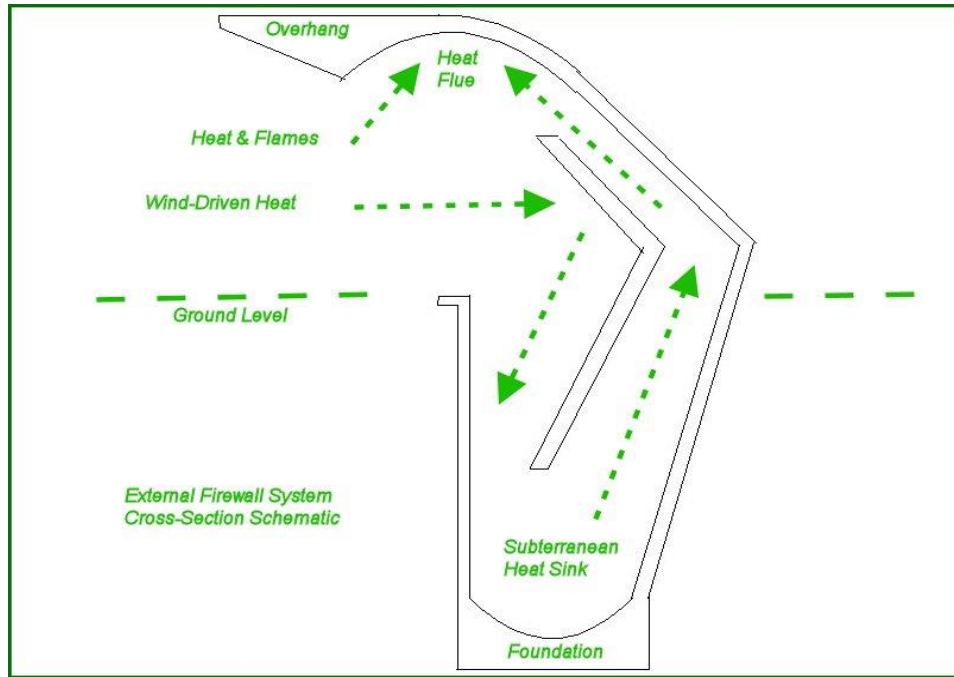 Overhang
Heat
Flue
Heat & Flames
Wind-Driven Heat
Ground Level
External Firewall System
Cross-Section Schematic
Subterranean
Heat Sink
Foundation